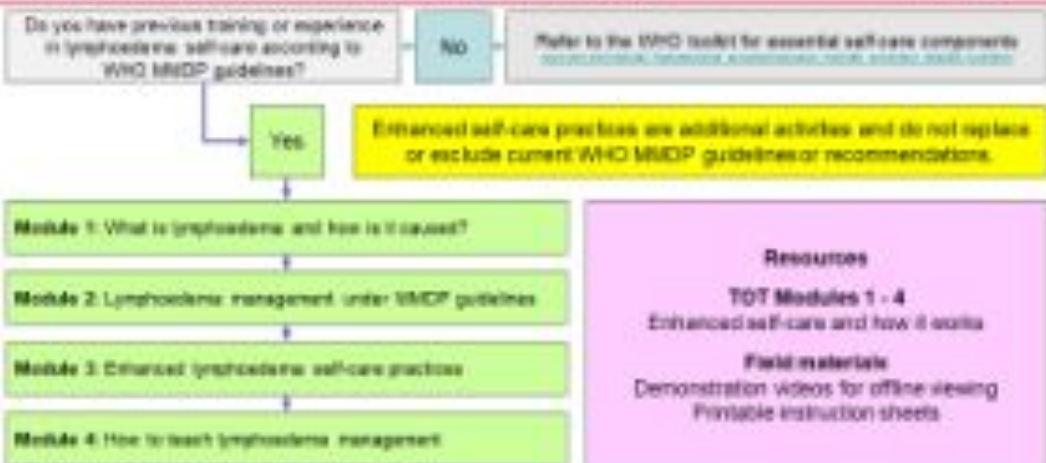 Do you have previous training or experience
in lymphoedema self-care according to
WHO MMDP guidelines?
No
Refer to the WHO toolkit for essential self-care components
Yes
Enhanced self-care practices are additional activities and do not replace
or exclude current WHO MMDP guidelines or recommendations.
Module 1: What is lymphoedema and how is it caused?
Module 2: Lymphoedema management under MMDP guidelines
Module 3: Enhanced lymphoedema self-care practices
Module 4: How to teach lymphoedema management
Resources
TOT Modules 1 - 4
Enhanced self-care and how it works
Field materials
Demonstration videos for offline viewing
Printable instruction sheets